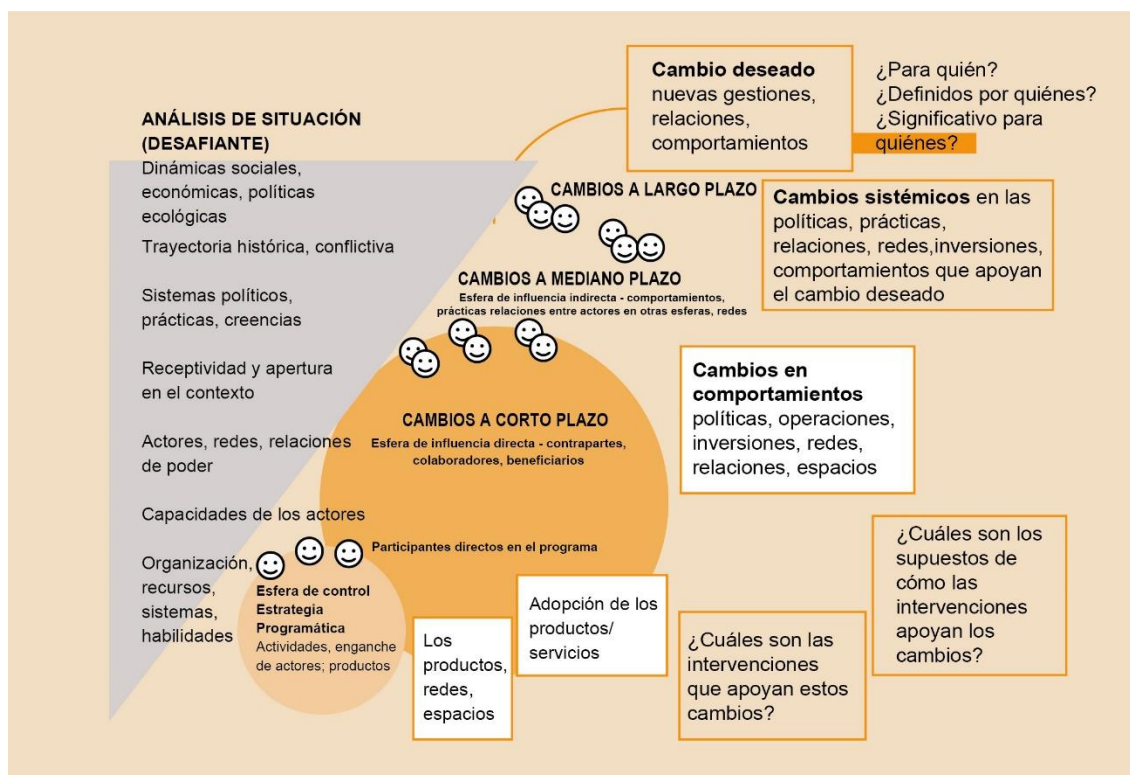 ANÁLISIS DE SITUACIÓN
(DESAFIANTE)
Dinámicas sociales,
económicas, políticas
ecológicas
Trayectoria histórica, conflictiva
Sistemas políticos,
prácticas, creencias
Receptividad y apertura
en el contexto
Actores, redes, relaciones
de poder
Capacidades de los actores
Organización,
recursos,
sistemas,
habilidades
Cambio deseado
nuevas gestiones,
relaciones,
comportamientos
¿Para quién?
¿Definidos por quiénes?
¿Significativo para
quiénes?
CAMBIOS A LARGO PLAZO
Cambios sistémicos en las
políticas, prácticas,
relaciones, redes,inversiones,
comportamientos que apoyan
el cambio deseado
CAMBIOS A MEDIANO PLAZO
Esfera de influencia indirecta - comportamientos,
prácticas relaciones entre actores en otras esferas, redes
Cambios en
comportamientos
políticas, operaciones,
inversiones, redes,
relaciones, espacios
CAMBIOS A CORTO PLAZO
Esfera de influencia directa - contrapartes,
colaboradores, beneficiarios
Participantes directos en el programa
Esfera de control
Estrategia
Programática
Actividades, enganche
de actores; productos
Los
productos,
redes,
espacios
Adopción de los
productos/
servicios
¿Cuáles son las
intervenciones
que apoyan estos
cambios?
¿Cuáles son los
supuestos de
cómo las
intervenciones
apoyan los
cambios?